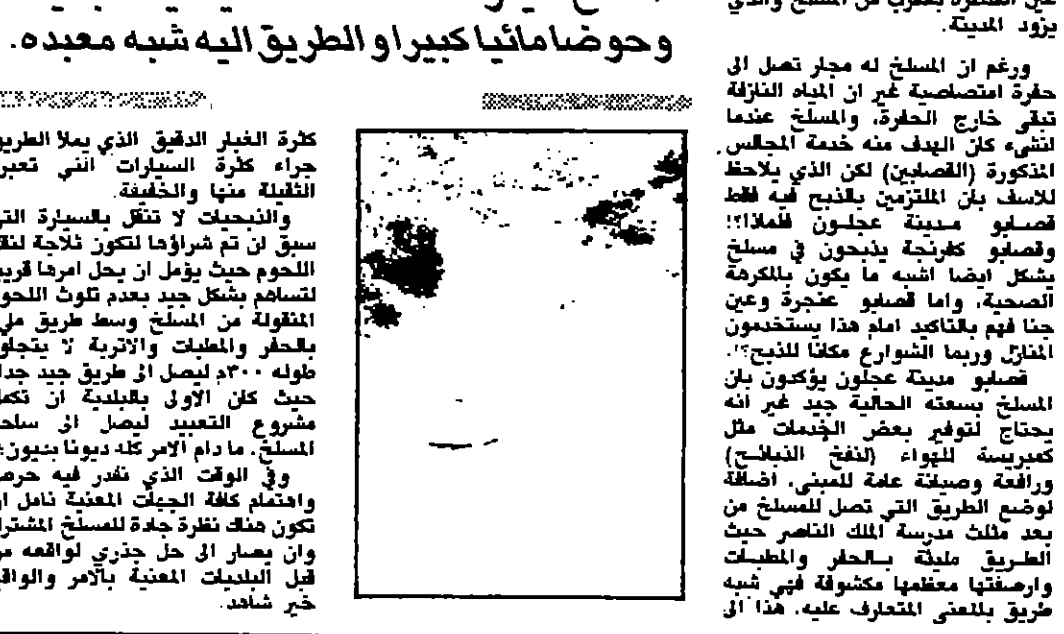 وحوضا مائيا كبيرا و الطريق اليه شبه معبده.
يزود المدينة.
ورغم ان المسلخ له مجار تصل الى
حفرة امتصاصية غير ان المياه النازفة
تبقى خارج الحفرة، والمسلخ عندما
انشيء كان الهدف منه خدمة المجالس
المذكورة (القصابين) لكن الذي يلاحظ
للاسف بأن الملتزمين بالذبح فيه فقط
قصابو مدينة عجلون فلماذا؟!
وقصابو كفرنجة يذبحون في مسلخ
يشكل ايضا اشبه ما يكون بالمكرهة
الصحية، واما قصابو عنجرة وعين
جنا فهم بالتأكيد امام هذا يستخدمون
المنازل وربما الشوارع مكانا للذبح؟!.
قصابو مدينة عجلون يؤكدون بان
المسلخ بسعته الحالية جيد غير انه
يحتاج لتوفير بعض الخدمات مثل
كمبريسة للهواء (لنفخ الذبائح)
ورافعة وصيانة عامة للمبنى، اضافة
لوضع الطريق التي تصل للمسلخ من
بعد مثلث مدرسة الملك الناصر حيث
الطريق مليئة بالحفر والمطبات
وارصفتها معظمها مكشوفة فهي شبه
طريق بالمعنى المتعارف عليه، هذا الى
كثرة الغبار الدقيق الذي يملأ الطريق
جراء كثرة السيارات التي تعبر
الثقيلة منها والخفيفة.
والذبحيات لا تنقل بالسيارة التي
سبق لن تم شراؤها لتكون ثلاجة لنقل
اللحوم حيث يؤمل ان يحل امرها قريبا
لتساهم بشكل جيد بعدم تلوث اللحوم
المنقولة من المسلخ وسط طريق مليء
بالحفر والمطبات والاتربة لا يتجاوز
طوله ٣٠٠م ليصل الى طريق جيد جدا
حيث كان الاولى بالبلدية ان تكمل
مشروع التعبيد ليصل الى ساحة
المسلخ، ما دام الامر كله ديونا بديون؛
وفي الوقت الذي نقدر فيه حرص
واهتمام كافة الجهات المعنية نامل ان
تكون هناك نظرة جادة للمسلخ المشترك
وان يصار الى حل جذري لواقعه من
قبل البلديات المعنية بالامر والواقع
خير شاهد.